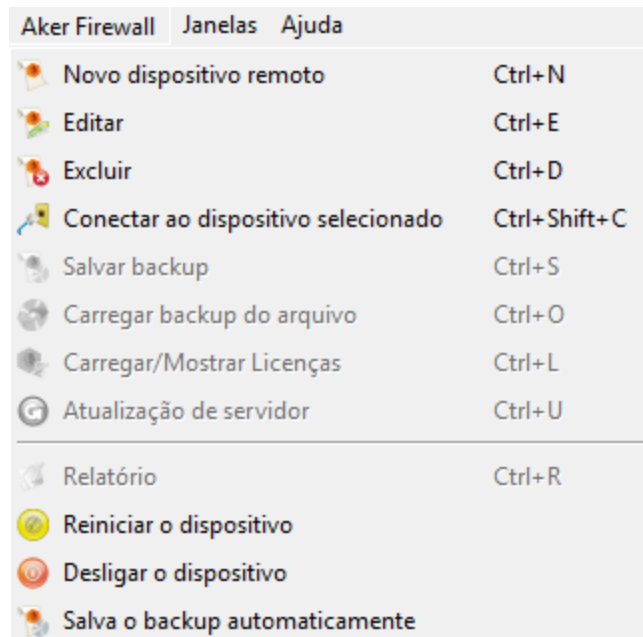 Aker Firewall Janelas Ajuda
Novo dispositivo remoto Ctrl+N
Editar Ctrl+E
Excluir Ctrl+D
Conectar ao dispositivo selecionado Ctrl+Shift+C
Salvar backup Ctrl+S
Carregar backup do arquivo Ctrl+O
Carregar/Mostrar Licenças Ctrl+L
Atualização de servidor Ctrl+U
Relatório Ctrl+R
Reiniciar o dispositivo
Desligar o dispositivo
Salva o backup automaticamente